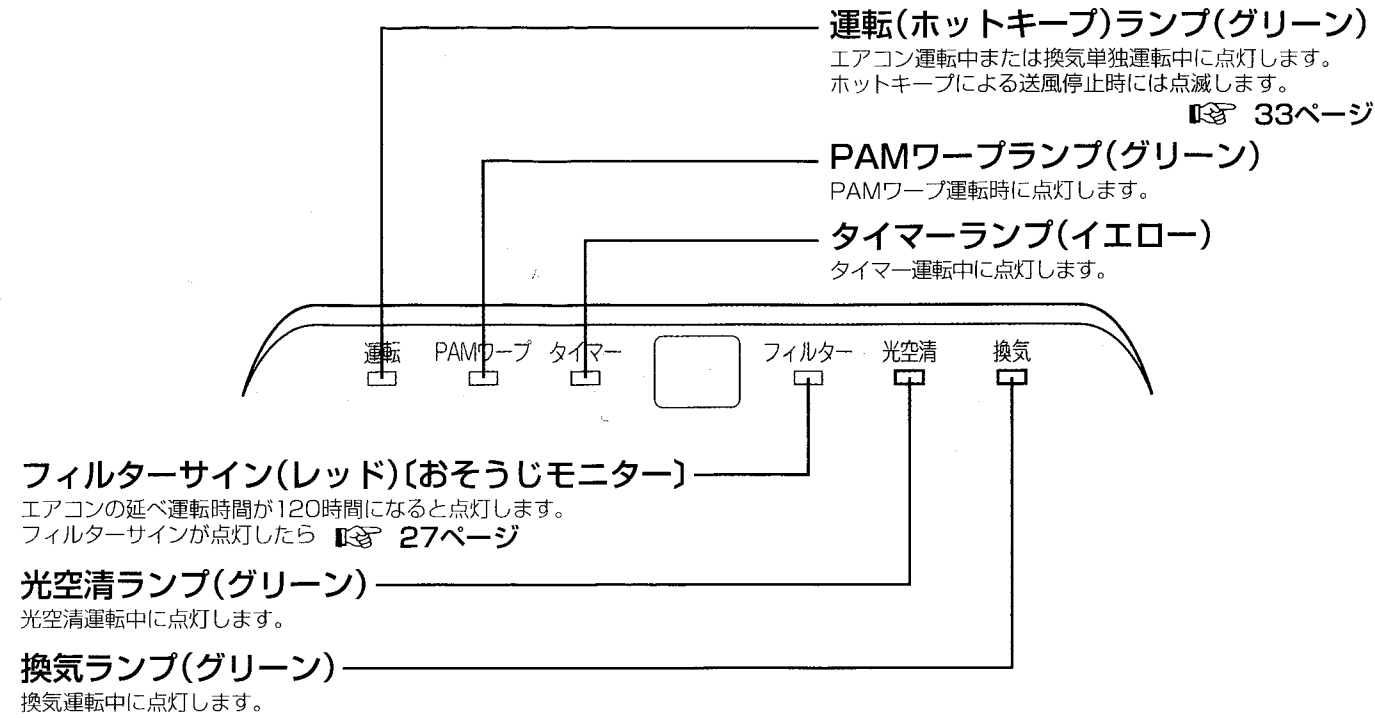 運転(ホットキープ)ランプ(グリーン)
エアコン運転中または換気単独運転中に点灯します。
ホットキープによる送風停止時には点滅します。
☞ 33ページ
PAMワープランプ(グリーン)
PAMワープ運転時に点灯します。
タイマーランプ(イエロー)
タイマー運転中に点灯します。
運転 PAMワープ タイマー フィルター 光空清 換気
フィルターサイン(レッド)〔おそうじモニター〕
エアコンの延べ運転時間が120時間になると点灯します。
フィルターサインが点灯したら ☞ 27ページ
光空清ランプ(グリーン)
光空清運転中に点灯します。
換気ランプ(グリーン)
換気運転中に点灯します。